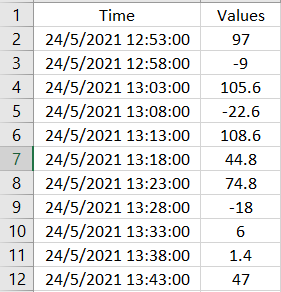 1 Time Values
2 24/5/2021 12:53:00 97
3 24/5/2021 12:58:00 -9
4 24/5/2021 13:03:00 105.6
5 24/5/2021 13:08:00 -22.6
6 24/5/2021 13:13:00 108.6
7 24/5/2021 13:18:00 44.8
8 24/5/2021 13:23:00 74.8
9 24/5/2021 13:28:00 -18
10 24/5/2021 13:33:00 6
11 24/5/2021 13:38:00 1.4
12 24/5/2021 13:43:00 47